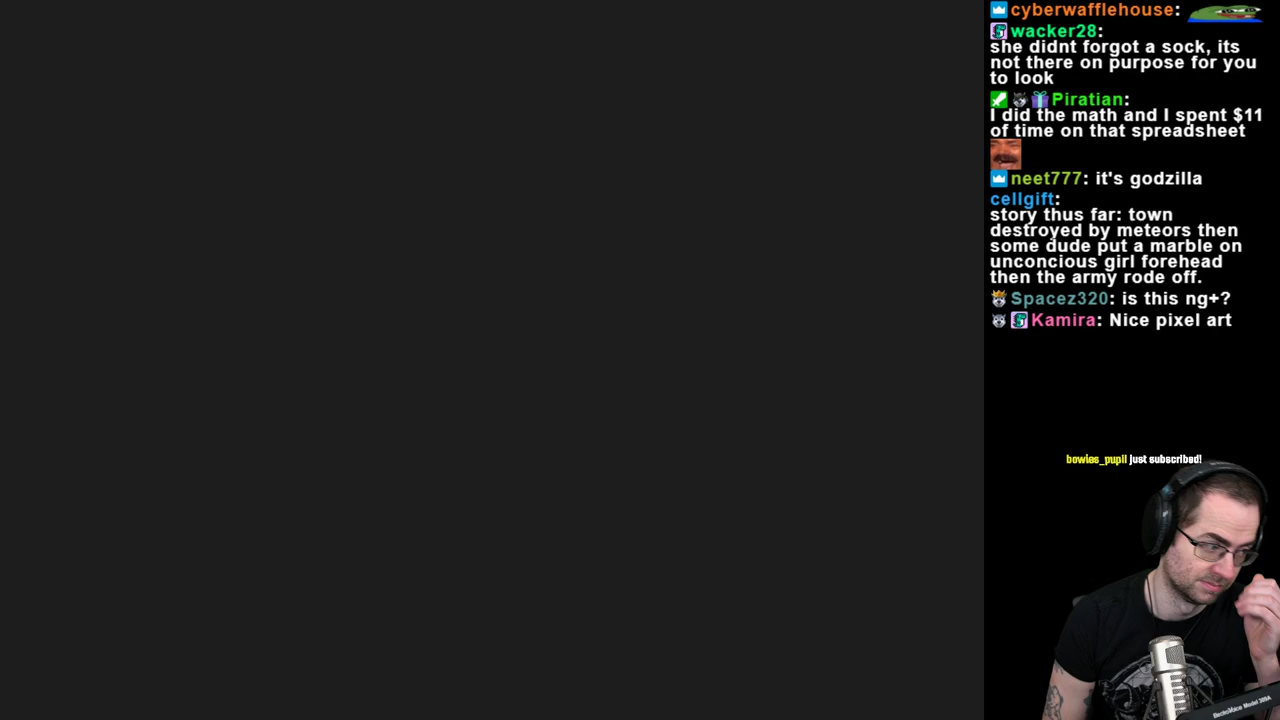 cyberwafflehouse:
wacker28:
she didnt forgot a sock, its
not there on purpose for you
to look
Piratian:
I did the math and I spent $11
of time on that spreadsheet
neet777: it's godzilla
cellgift:
story thus far: town
destroyed by meteors then
some dude put a marble on
unconcious girl forehead
then the army rode off.
Spacez320: is this ng+?
Kamira: Nice pixel art
bowies_pupil just subscribed!